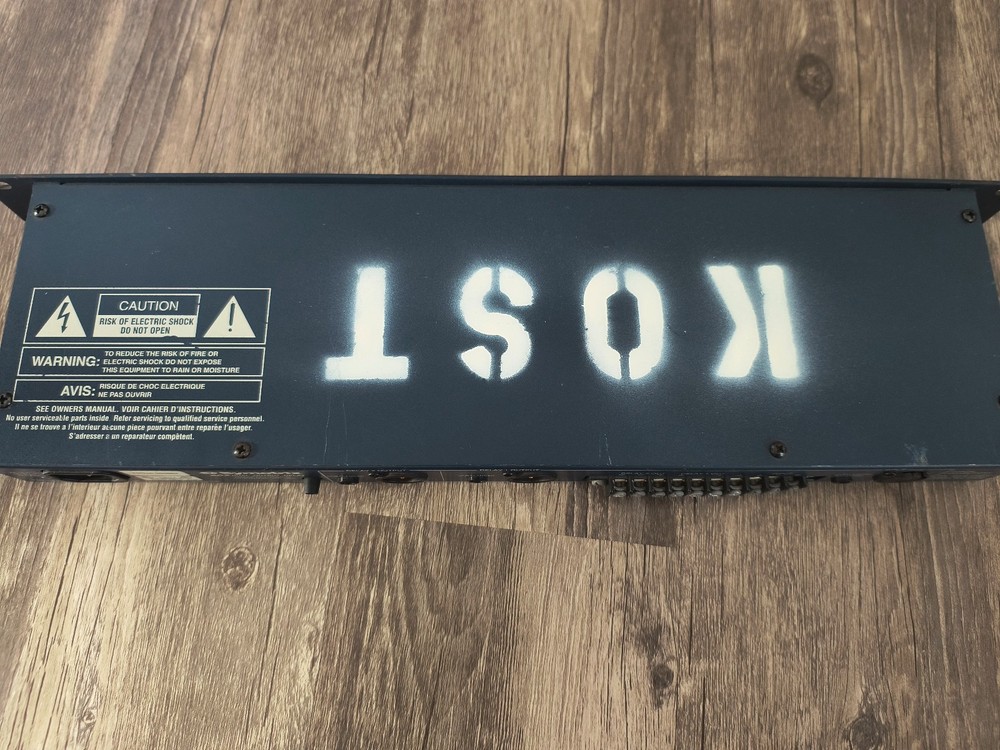 KOST
CAUTION
RISK OF ELECTRIC SHOCK
DO NOT OPEN
WARNING: TO REDUCE THE RISK OF FIRE OR
ELECTRIC SHOCK DO NOT EXPOSE
THIS EQUIPMENT TO RAIN OR MOISTURE
AVIS: RISQUE DE CHOC ELECTRIQUE
NE PAS OUVRIR
SEE OWNERS MANUAL. VOIR CAHIER D'INSTRUCTIONS.
No user serviceable parts inside. Refer servicing to qualified service personnel.
Il ne se trouve a l'interieur aucune piece pourvant entre reparée l'usager.
S'adresser a un reparateur compétent.